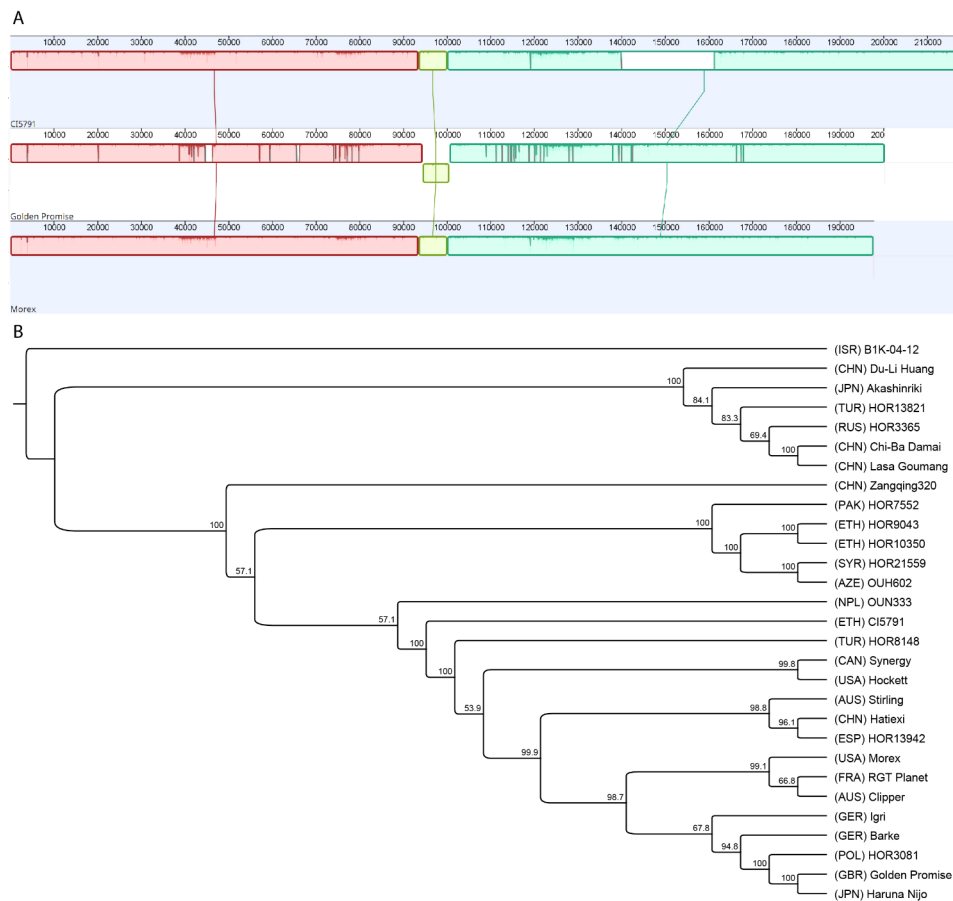 A
10000 20000 30000 40000 50000 60000 70000 80000 90000 100000 110000 120000 130000 140000 150000 160000 170000 180000 190000 200000 210000
CI5791
10000 20000 30000 40000 50000 60000 70000 80000 90000 100000 110000 120000 130000 140000 150000 160000 170000 180000 190000 200
Golden Promise
10000 20000 30000 40000 50000 60000 70000 80000 90000 100000 110000 120000 130000 140000 150000 160000 170000 180000 190000
Morex
B
(ISR) B1K-04-12
(CHN) Du-Li Huang
100
(JPN) Akashinriki
84.1
(TUR) HOR13821
83.3
(RUS) HOR3365
69.4
(CHN) Chi-Ba Damai
100
(CHN) Lasa Goumang
(CHN) Zangqing320
(PAK) HOR7552
100
100
(ETH) HOR9043
100
(ETH) HOR10350
100
(SYR) HOR21559
57.1
100
(AZE) OUH602
(NPL) OUN333
57.1
(ETH) CI5791
100
(TUR) HOR8148
100
(CAN) Synergy
99.8
(USA) Hockett
(AUS) Stirling
98.8
53.9
(CHN) Hatiexi
96.1
(ESP) HOR13942
99.9
(USA) Morex
99.1
(FRA) RGT Planet
66.8
(AUS) Clipper
98.7
(GER) Igri
67.8
(GER) Barke
94.8
(POL) HOR3081
100
(GBR) Golden Promise
100
(JPN) Haruna Nijo